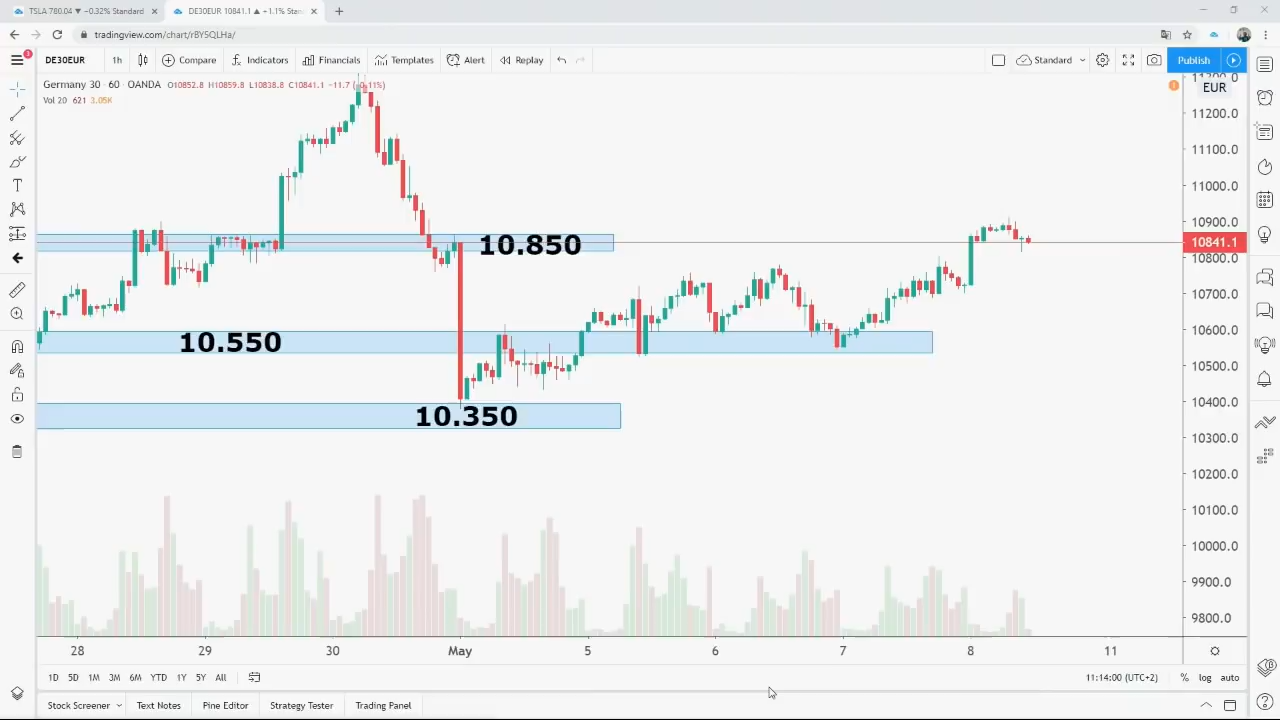 TSLA 780.04 ▼ −0.32% Standard
DE30EUR 10841.1 ▲ +1.1% Stan
tradingview.com/chart/rBY5QLHa/
DE30EUR 1h Compare Indicators Financials Templates Alert Replay Standard Publish
Germany 30 · 60 OANDA O10852.8 H10859.8 L10838.8 C10841.1 −11.7 (−0.11%)
Vol 20 621 3.05K
EUR
11200.0
11100.0
11000.0
10900.0
10841.1
10800.0
10700.0
10600.0
10500.0
10400.0
10300.0
10200.0
10100.0
10000.0
9900.0
9800.0
10.850
10.550
10.350
28 29 30 May 5 6 7 8 11
1D 5D 1M 3M 6M YTD 1Y 5Y All 11:14:00 (UTC+2) % log auto
Stock Screener Text Notes Pine Editor Strategy Tester Trading Panel